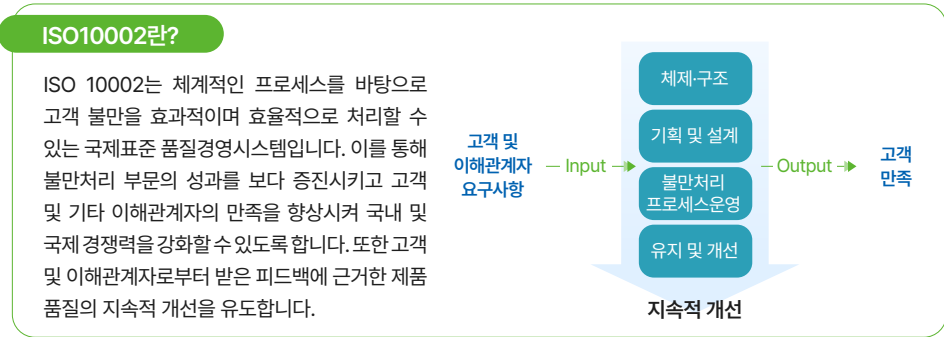 ISO10002란?
ISO 10002는 체계적인 프로세스를 바탕으로
고객 불만을 효과적이며 효율적으로 처리할 수
있는 국제표준 품질경영시스템입니다. 이를 통해
불만처리 부문의 성과를 보다 증진시키고 고객
및 기타 이해관계자의 만족을 향상시켜 국내 및
국제 경쟁력을 강화할 수 있도록 합니다. 또한 고객
및 이해관계자로부터 받은 피드백에 근거한 제품
품질의 지속적 개선을 유도합니다.
고객 및
이해관계자
요구사항
Input
체제·구조
기획 및 설계
불만처리
프로세스운영
유지 및 개선
지속적 개선
Output
고객
만족